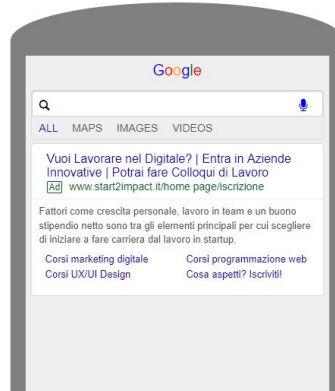 Google
ALL MAPS IMAGES VIDEOS
Vuoi Lavorare nel Digitale? | Entra in Aziende
Innovative | Potrai fare Colloqui di Lavoro
Ad www.start2impact.it/home page/iscrizione
Fattori come crescita personale, lavoro in team e un buono
stipendio netto sono tra gli elementi principali per cui scegliere
di iniziare a fare carriera dal lavoro in startup.
Corsi marketing digitale Corsi programmazione web
Corsi UX/UI Design Cosa aspetti? Iscriviti!